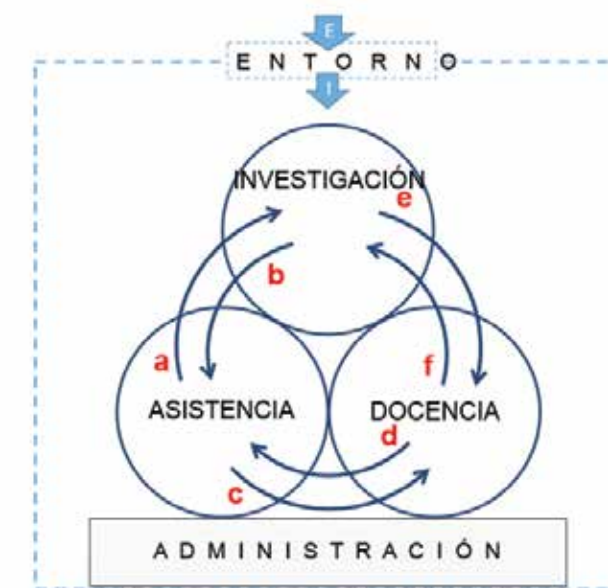 E
E N T O R N O
I
INVESTIGACIÓN
e
b
a
f
ASISTENCIA
DOCENCIA
d
c
A D M I N I S T R A C I Ó N